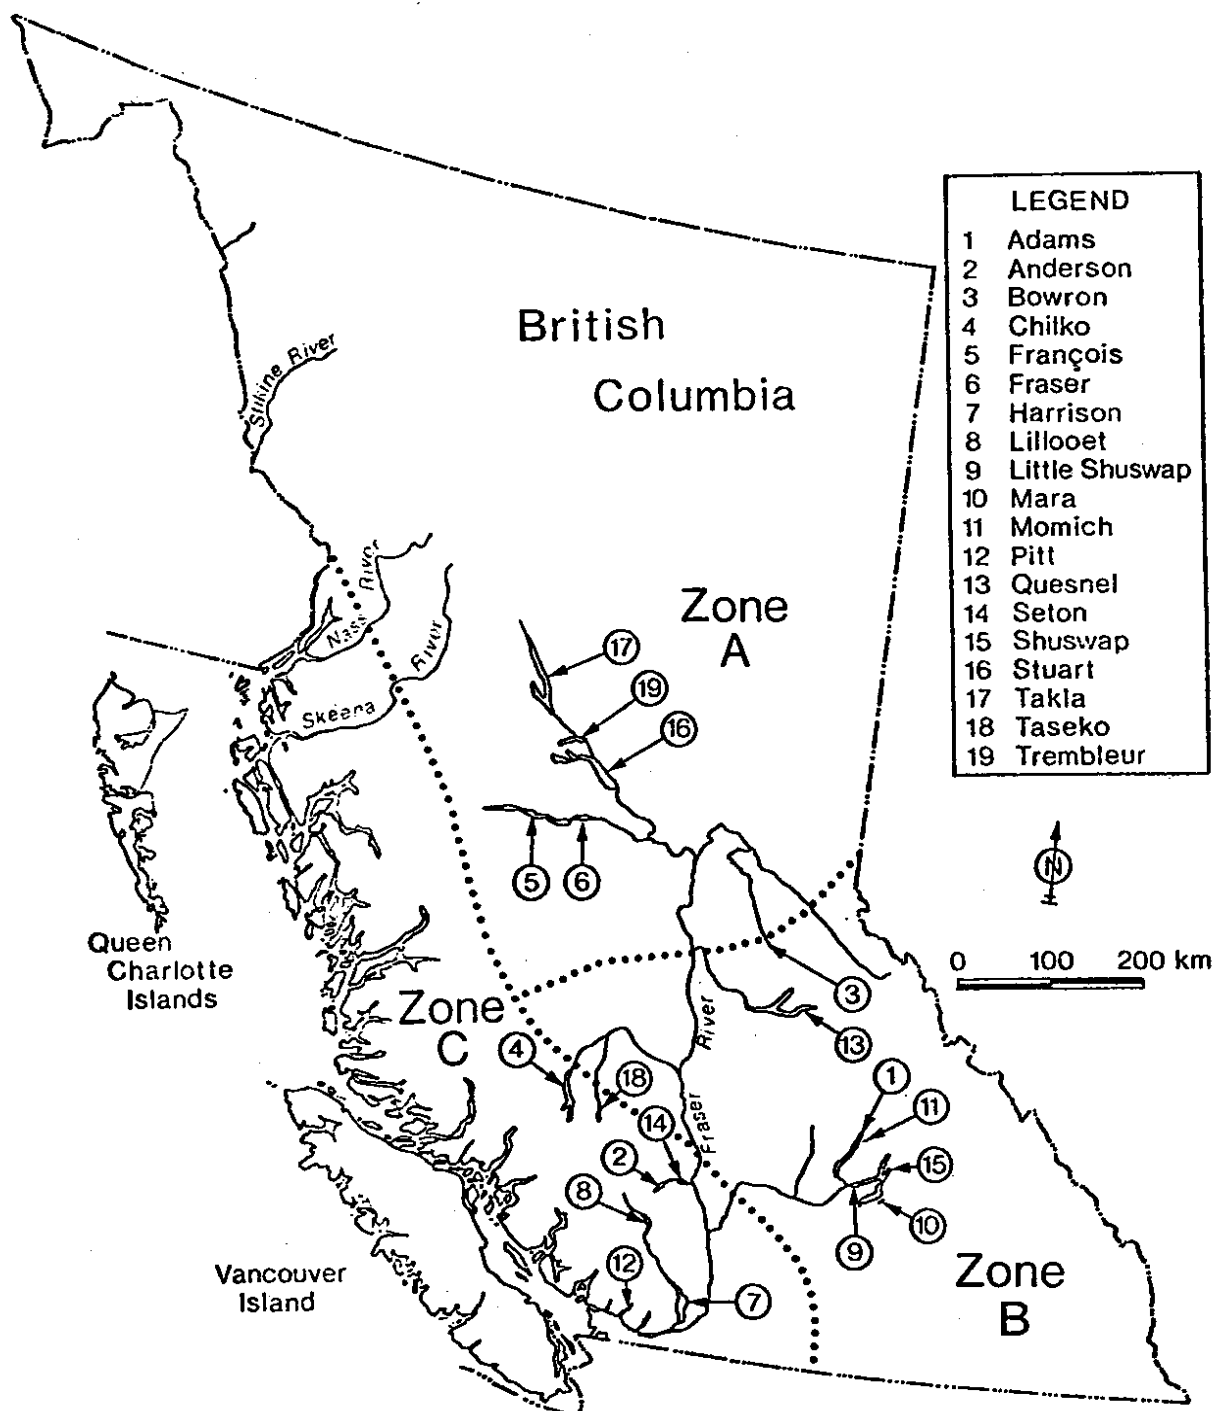 LEGEND
1 Adams
2 Anderson
3 Bowron
4 Chilko
5 François
6 Fraser
7 Harrison
8 Lillooet
9 Little Shuswap
10 Mara
11 Momich
12 Pitt
13 Quesnel
14 Seton
15 Shuswap
16 Stuart
17 Takla
18 Taseko
19 Trembleur
British
Columbia
Stikine River
Nass River
Skeena River
Zone
A
17
19
16
5
6
N
0 100 200 km
Queen
Charlotte
Islands
Zone
C
3
13
River
Fraser
4
18
1
11
14
15
2
8
10
9
12
7
Vancouver
Island
Zone
B